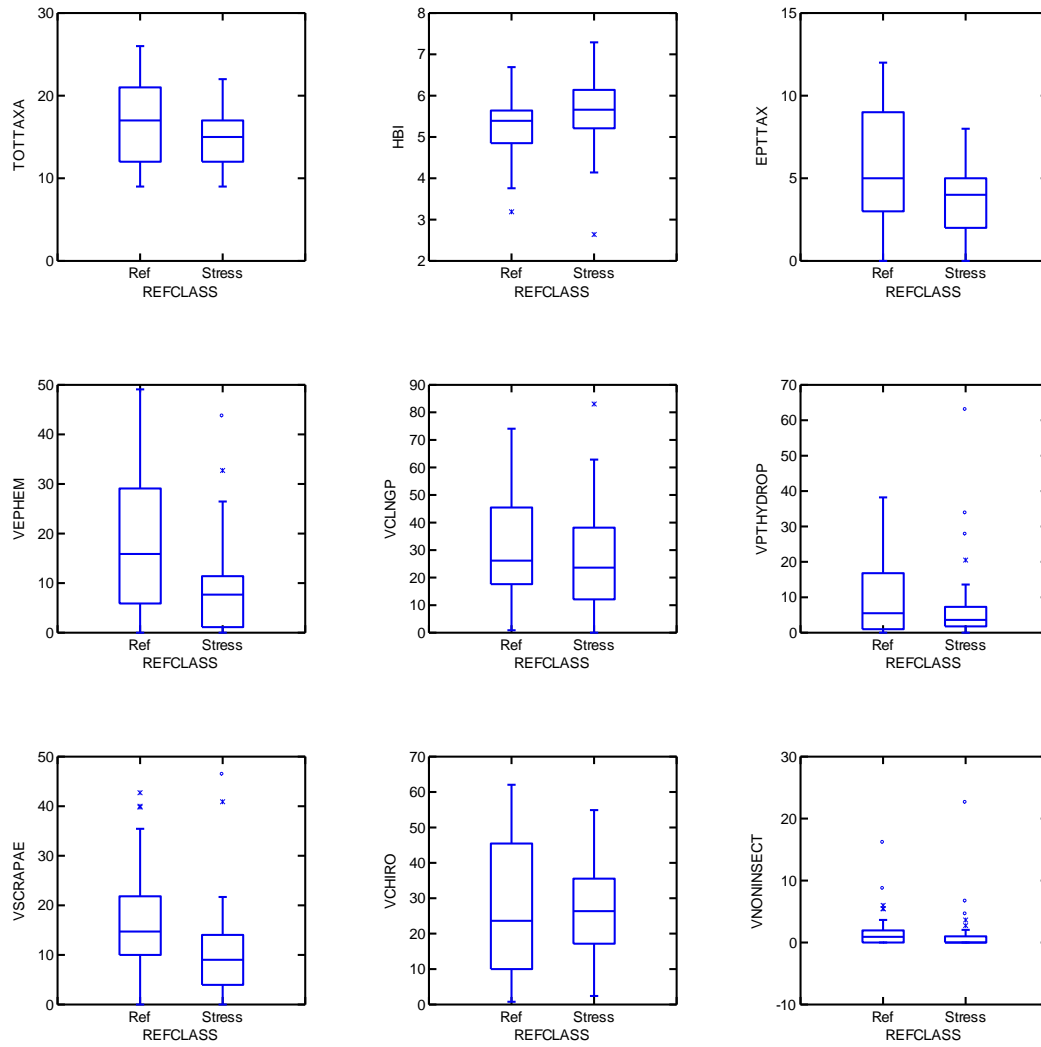 30
20
10
0
TOTTAXA
Ref Stress
REFCLASS
8
7
6
5
4
3
2
HBI
Ref Stress
REFCLASS
15
10
5
0
EPTTAX
Ref Stress
REFCLASS
50
40
30
20
10
0
VEPHEM
Ref Stress
REFCLASS
90
80
70
60
50
40
30
20
10
0
VCLNGP
Ref Stress
REFCLASS
70
60
50
40
30
20
10
0
VPTHYDROP
Ref Stress
REFCLASS
50
40
30
20
10
0
VSCRAPAE
Ref Stress
REFCLASS
70
60
50
40
30
20
10
0
VCHIRO
Ref Stress
REFCLASS
30
20
10
0
-10
VNONINSECT
Ref Stress
REFCLASS